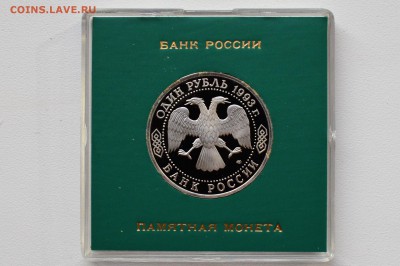 COINS.LAVE.RU
БАНК РОССИИ
ОДИН РУБЛЬ 1993 г.
БАНК РОССИИ
ПАМЯТНАЯ МОНЕТА